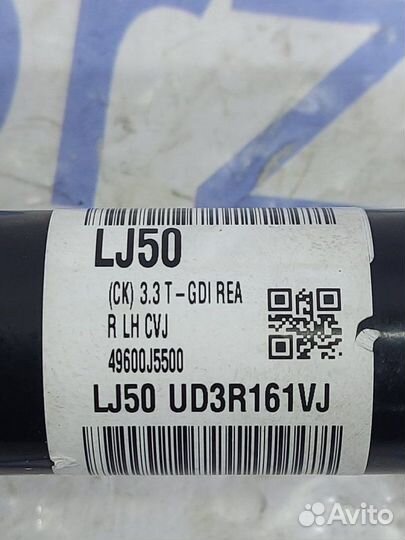 LJ50
(CK) 3.3 T-GDI REA
R LH CVJ
49600J5500
LJ50 UD3R161VJ
Avito